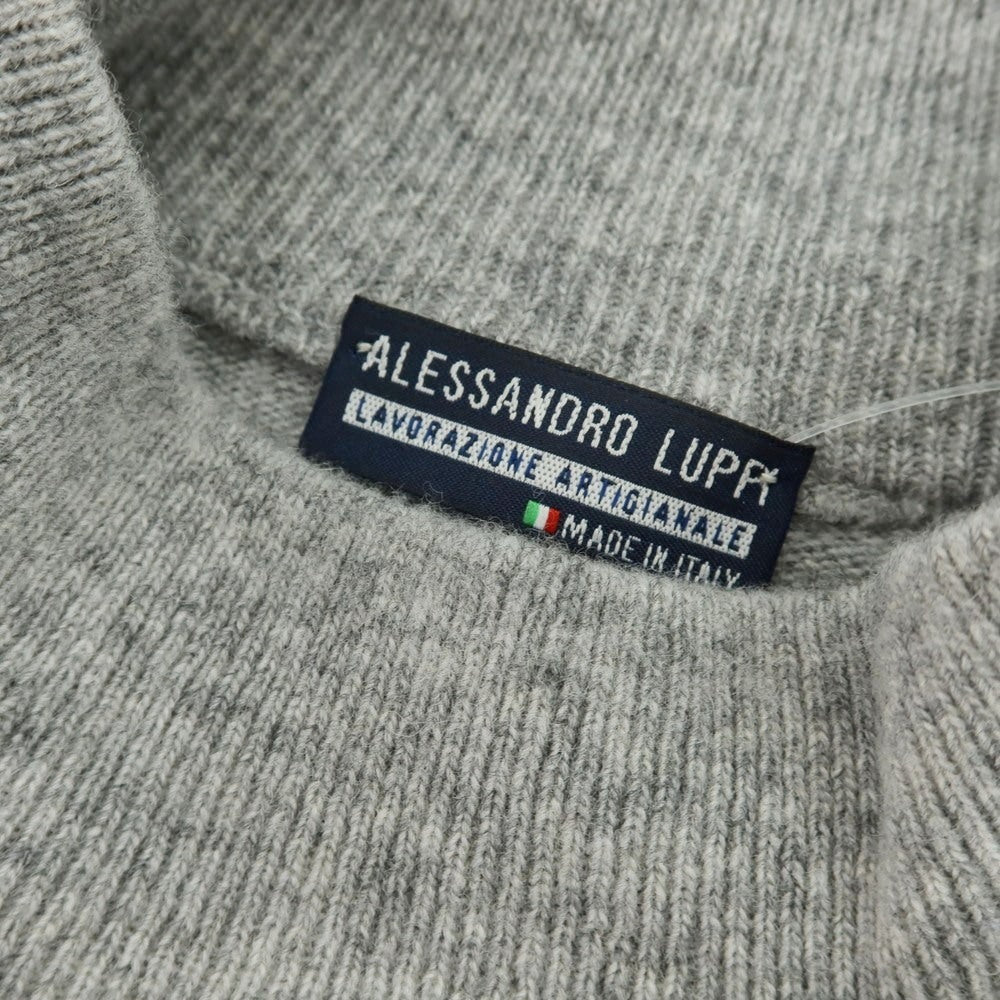 ALESSANDRO LUPPI
LAVORAZIONE ARTIGIANALE
MADE IN ITALY